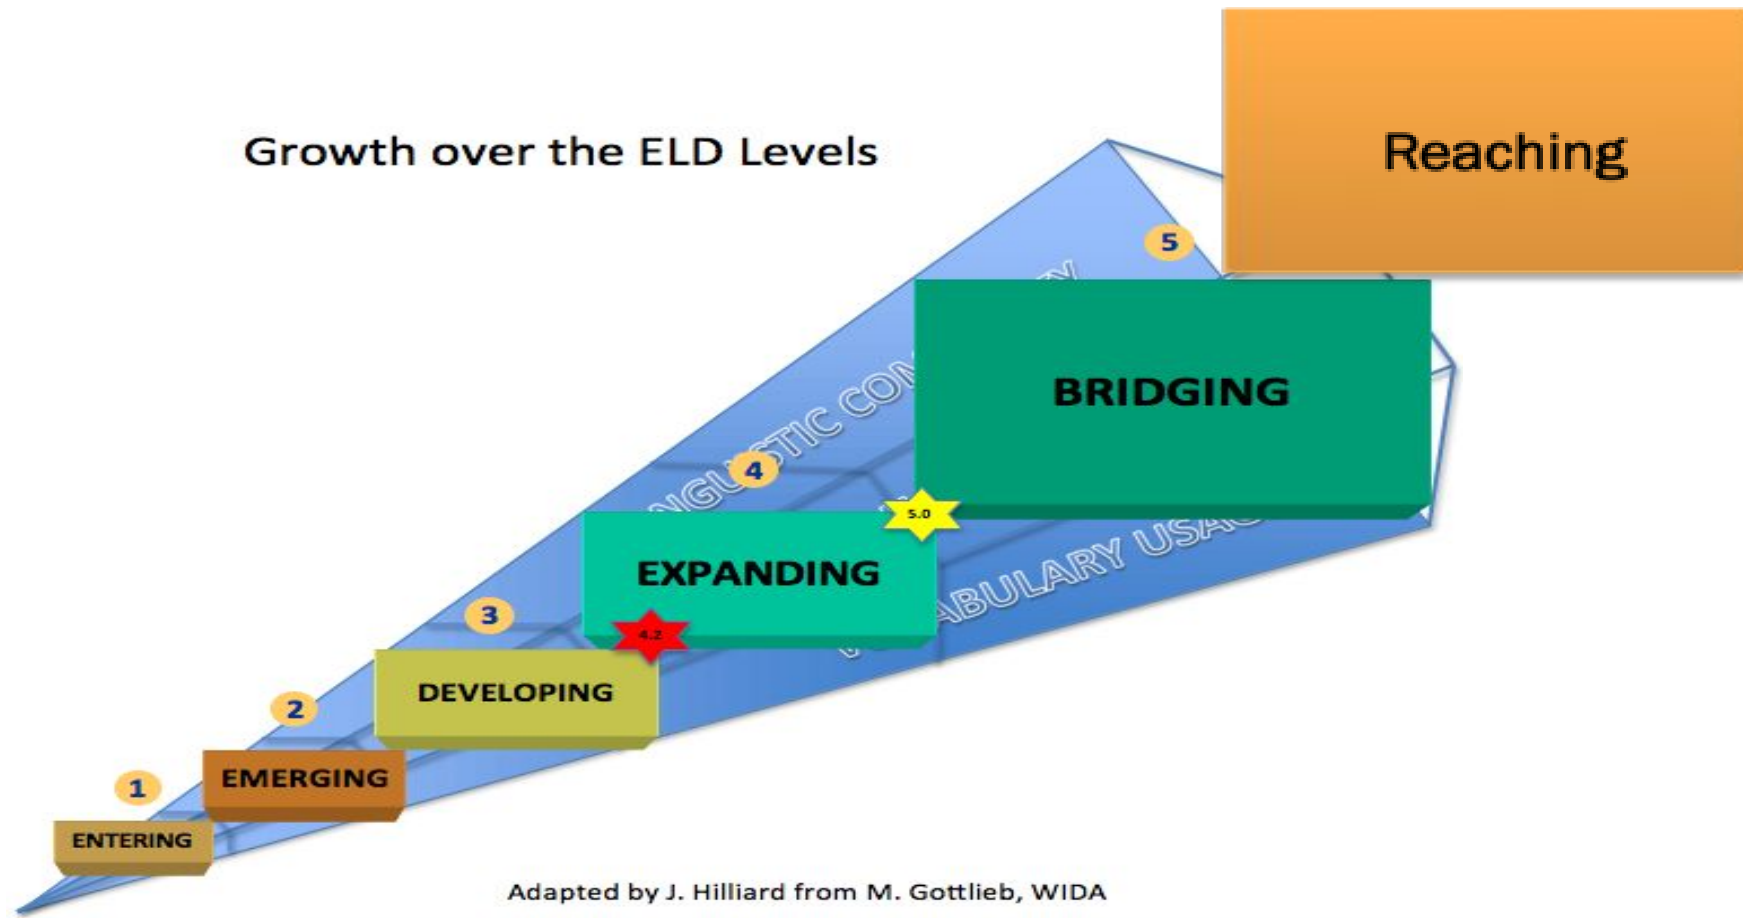 Growth over the ELD Levels
Reaching
5
BRIDGING
4
5.0
EXPANDING
3
4.2
DEVELOPING
2
EMERGING
1
ENTERING
Adapted by J. Hilliard from M. Gottlieb, WIDA